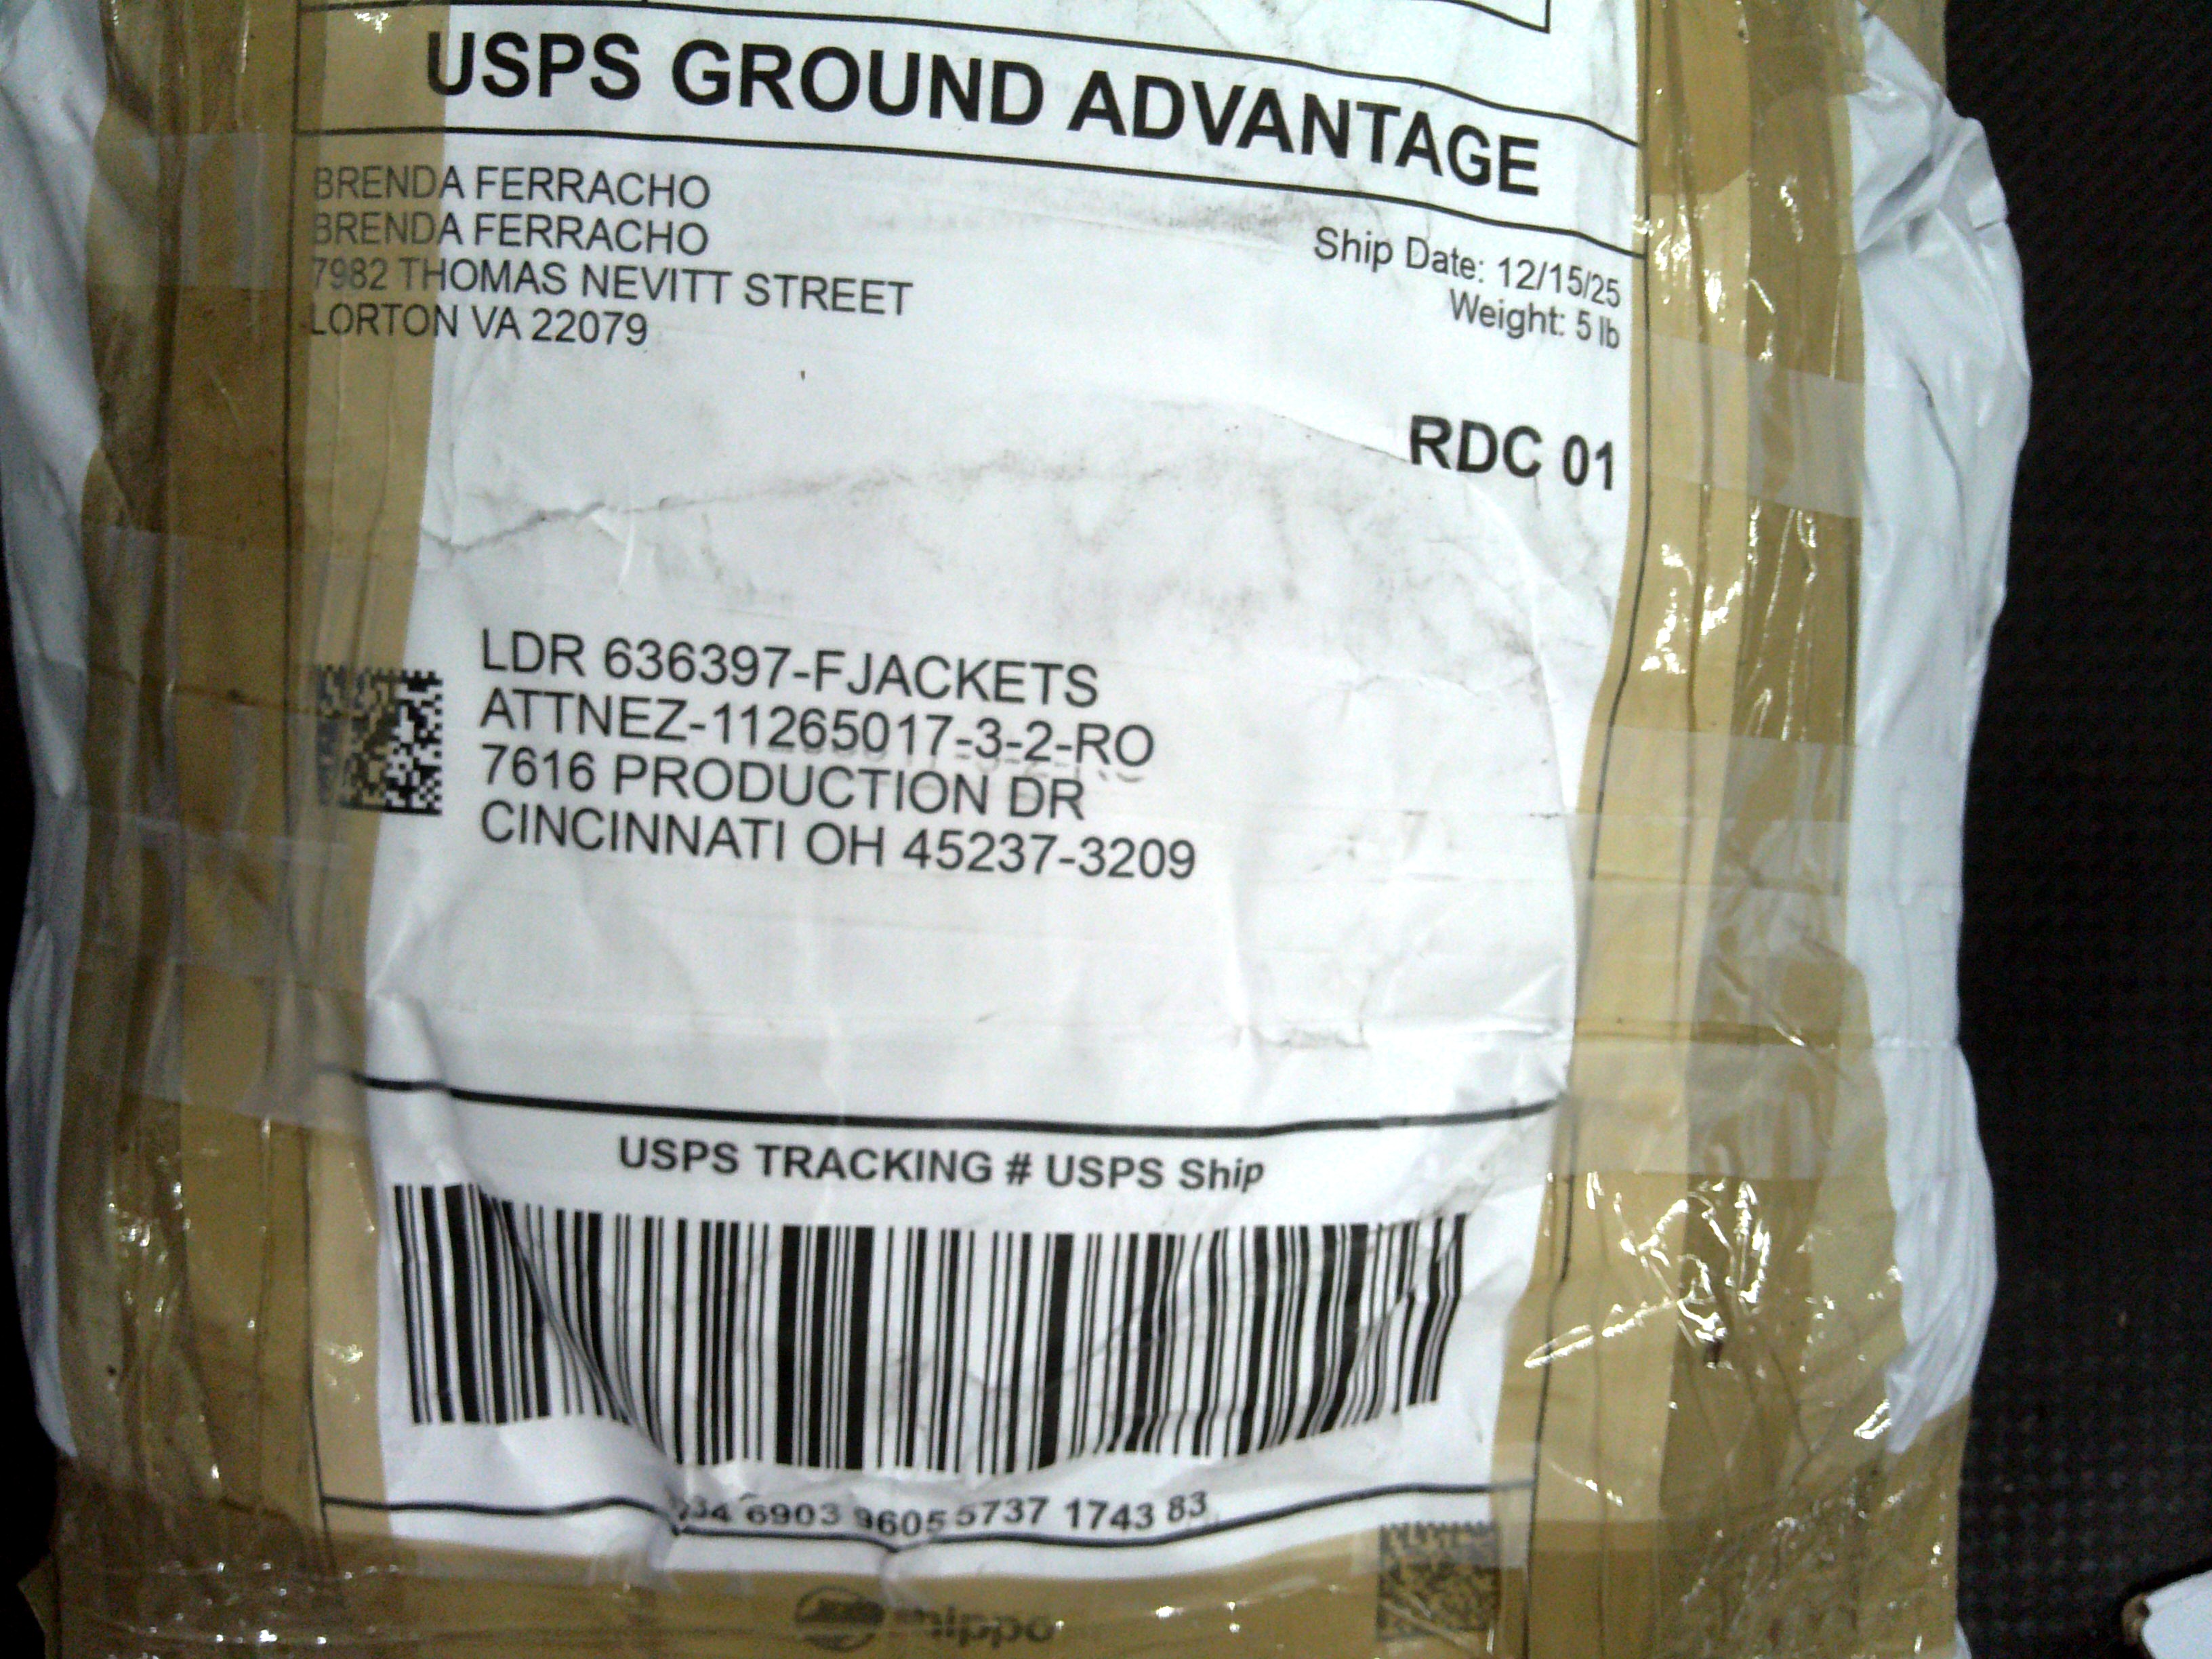 USPS GROUND ADVANTAGE
BRENDA FERRACHO
BRENDA FERRACHO
7982 THOMAS NEVITT STREET
LORTON VA 22079
Ship Date: 12/15/25
Weight: 5 lb
RDC 01
LDR 636397-FJACKETS
ATTNEZ-11265017-3-2-RO
7616 PRODUCTION DR
CINCINNATI OH 45237-3209
USPS TRACKING # USPS Ship
6903 9605 5737 1743 83
hippo